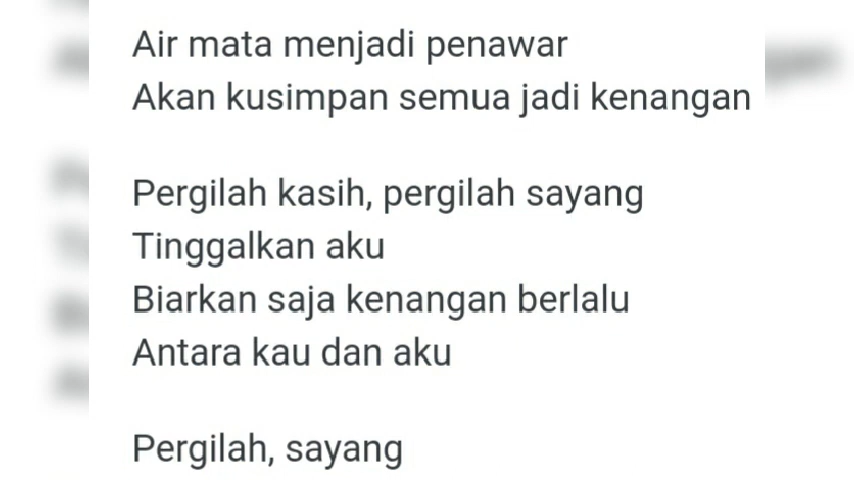 Air mata menjadi penawar
Akan kusimpan semua jadi kenangan
Pergilah kasih, pergilah sayang
Tinggalkan aku
Biarkan saja kenangan berlalu
Antara kau dan aku
Pergilah, sayang